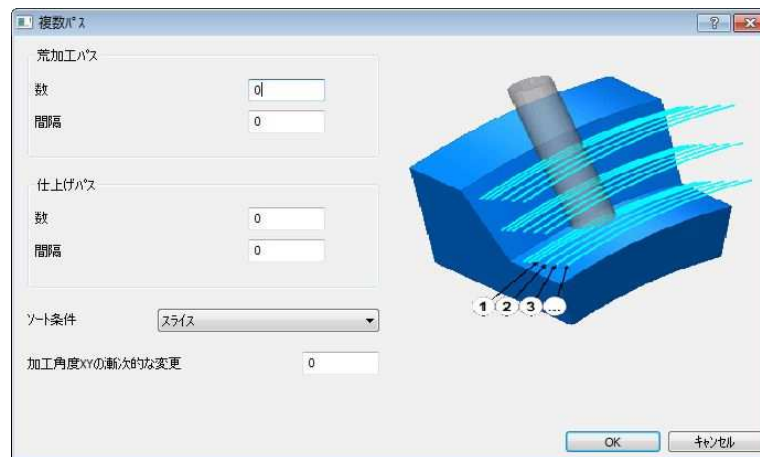 複数ﾊﾟｽ
荒加工ﾊﾟｽ
数 0
間隔 0
仕上げﾊﾟｽ
数 0
間隔 0
ｿｰﾄ条件 ｽﾗｲｽ
加工角度XYの漸次的な変更 0
1 2 3 ...
OK ｷｬﾝｾﾙ